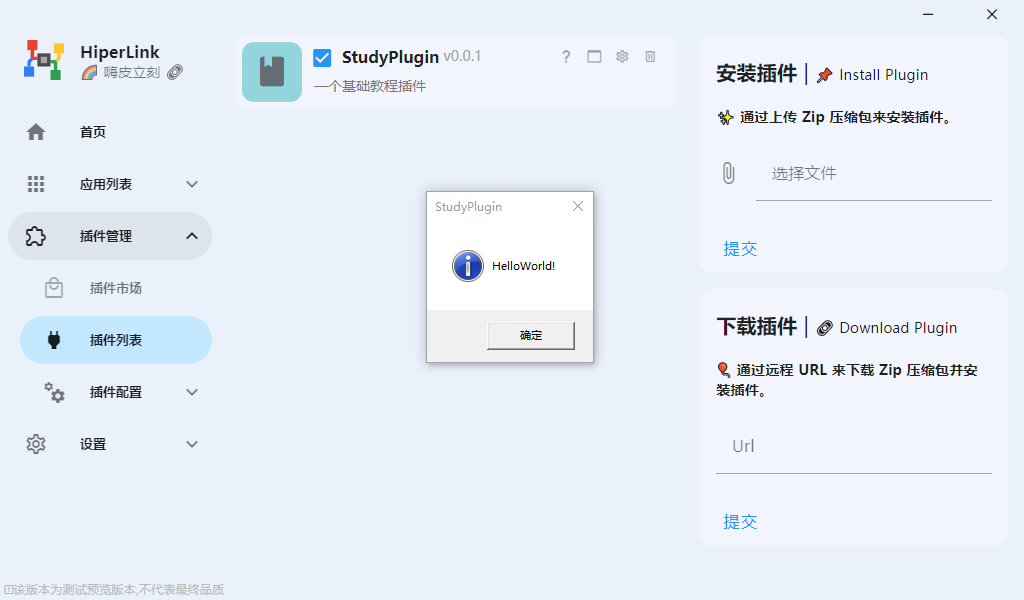 HiperLink
🌈 嗨皮立刻 🔗
首页
应用列表
插件管理
插件市场
插件列表
插件配置
设置
该版本为测试预览版本,不代表最终品质
StudyPlugin v0.0.1
一个基础教程插件
?
StudyPlugin
HelloWorld!
确定
安装插件 | 📌 Install Plugin
✨ 通过上传 Zip 压缩包来安装插件。
选择文件
提交
下载插件 | 🔗 Download Plugin
🎈 通过远程 URL 来下载 Zip 压缩包并安
装插件。
Url
提交